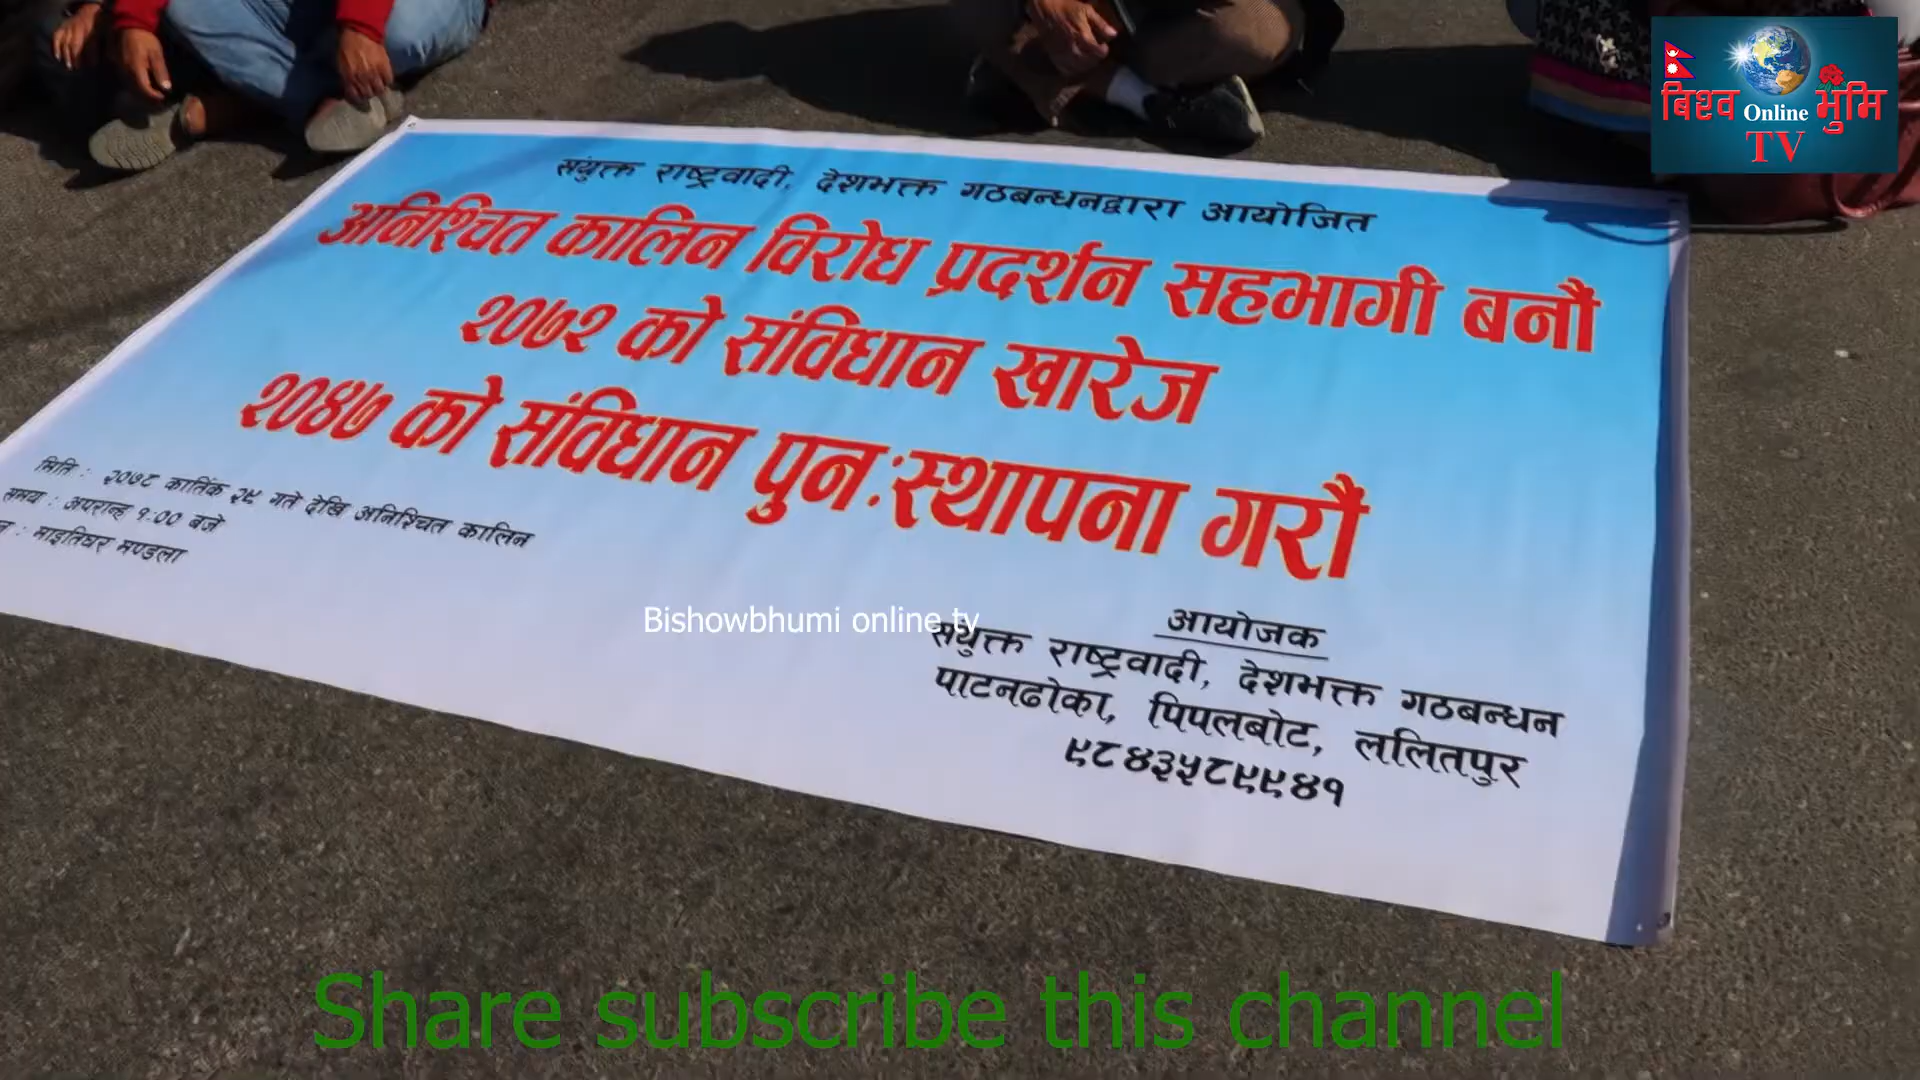 बिश्व Online भुमि
TV
संयुक्त राष्ट्रवादी, देशभक्त गठबन्धनद्वारा आयोजित
अनिश्चित कालिन विरोध प्रदर्शन सहभागी बनौं
२०७२ को संविधान खारेज
२०४७ को संविधान पुनःस्थापना गरौं
मिति : २०७८ कार्तिक २९ गते देखि अनिश्चित कालिन
समय : अपरान्ह १:00 बजे
: माइतिघर मण्डला
Bishowbhumi online tv
आयोजक
संयुक्त राष्ट्रवादी, देशभक्त गठबन्धन
पाटनढोका, पिपलबोट, ललितपुर
९८४३५८९९४१
Share subscribe this channel